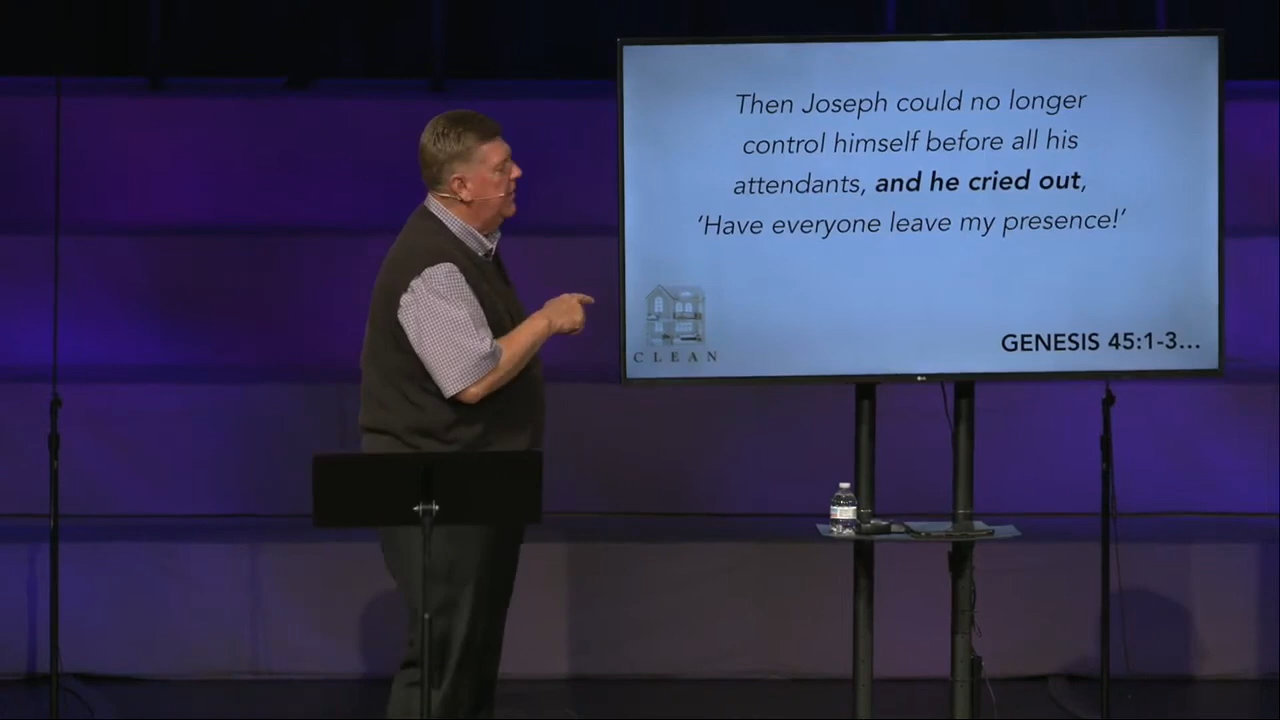 Then Joseph could no longer
control himself before all his
attendants, and he cried out,
‘Have everyone leave my presence!’
CLEAN
GENESIS 45:1-3...
LG